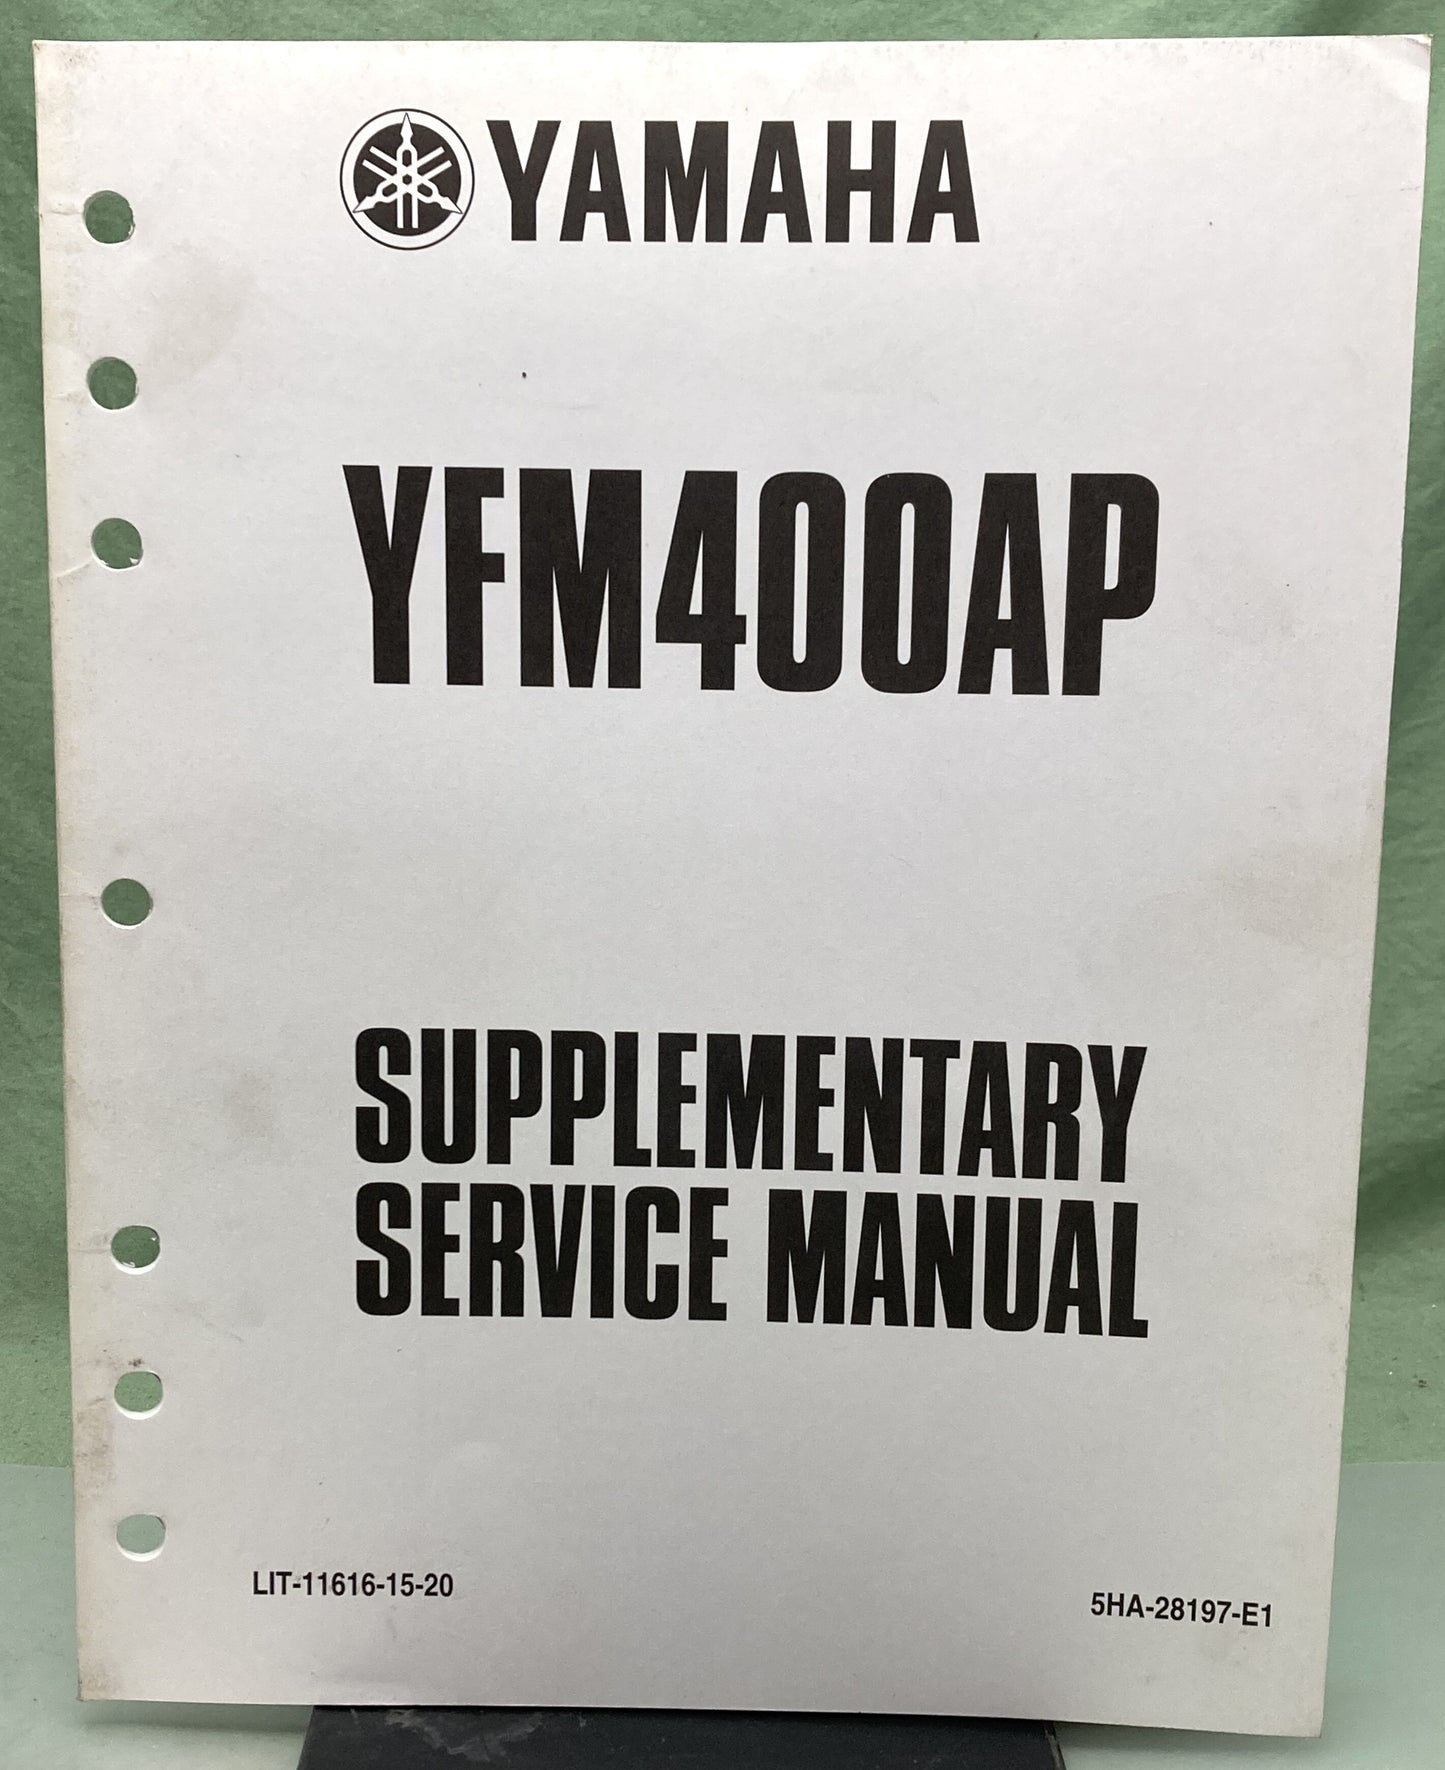 YAMAHA
YFM400AP
SUPPLEMENTARY
SERVICE MANUAL
LIT-11616-15-20
5HA-28197-E1